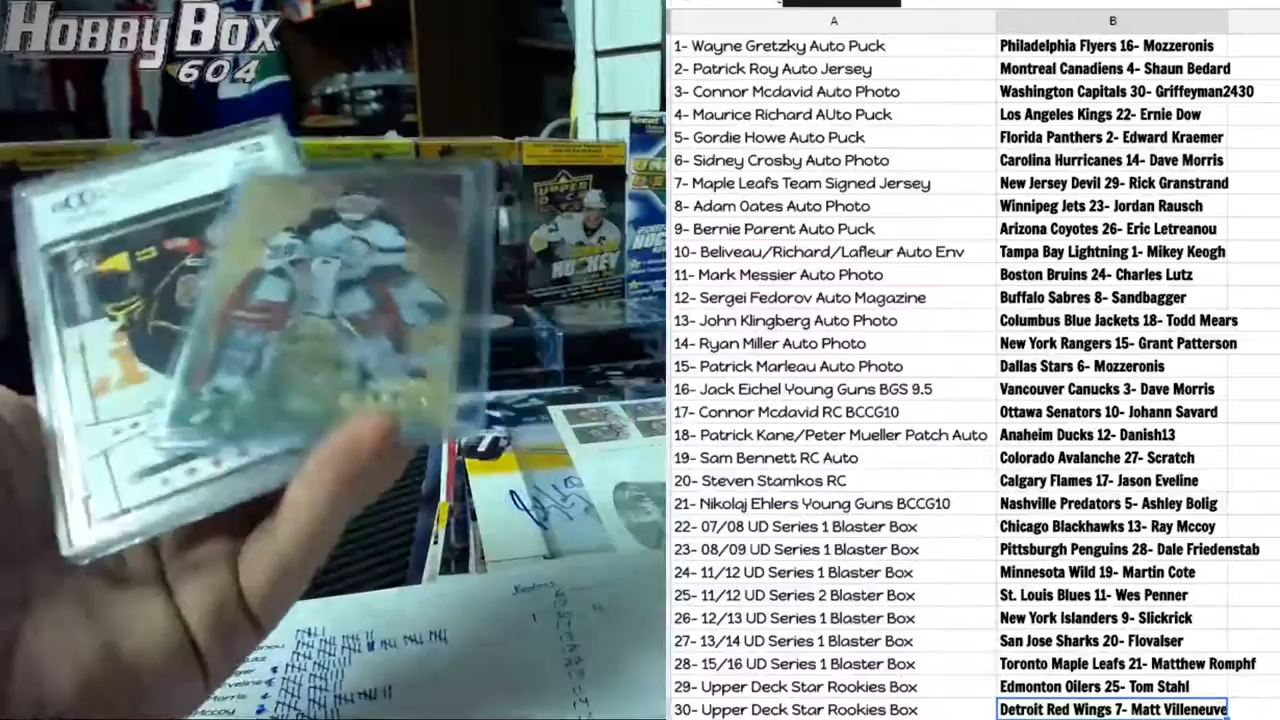 HOBBYBOX
604
UPPER
HOCKEY
A B
1- Wayne Gretzky Auto Puck Philadelphia Flyers 16- Mozzeronis
2- Patrick Roy Auto Jersey Montreal Canadiens 4- Shaun Bedard
3- Connor Mcdavid Auto Photo Washington Capitals 30- Griffeyman2430
4- Maurice Richard AUto Puck Los Angeles Kings 22- Ernie Dow
5- Gordie Howe Auto Puck Florida Panthers 2- Edward Kraemer
6- Sidney Crosby Auto Photo Carolina Hurricanes 14- Dave Morris
7- Maple Leafs Team Signed Jersey New Jersey Devil 29- Rick Granstrand
8- Adam Oates Auto Photo Winnipeg Jets 23- Jordan Rausch
9- Bernie Parent Auto Puck Arizona Coyotes 26- Eric Letreanou
10- Beliveau/Richard/Lafleur Auto Env Tampa Bay Lightning 1- Mikey Keogh
11- Mark Messier Auto Photo Boston Bruins 24- Charles Lutz
12- Sergei Fedorov Auto Magazine Buffalo Sabres 8- Sandbagger
13- John Klingberg Auto Photo Columbus Blue Jackets 18- Todd Mears
14- Ryan Miller Auto Photo New York Rangers 15- Grant Patterson
15- Patrick Marleau Auto Photo Dallas Stars 6- Mozzeronis
16- Jack Eichel Young Guns BGS 9.5 Vancouver Canucks 3- Dave Morris
17- Connor Mcdavid RC BCCG10 Ottawa Senators 10- Johann Savard
18- Patrick Kane/Peter Mueller Patch Auto Anaheim Ducks 12- Danish13
19- Sam Bennett RC Auto Colorado Avalanche 27- Scratch
20- Steven Stamkos RC Calgary Flames 17- Jason Eveline
21- Nikolaj Ehlers Young Guns BCCG10 Nashville Predators 5- Ashley Bolig
22- 07/08 UD Series 1 Blaster Box Chicago Blackhawks 13- Ray Mccoy
23- 08/09 UD Series 1 Blaster Box Pittsburgh Penguins 28- Dale Friedenstab
24- 11/12 UD Series 1 Blaster Box Minnesota Wild 19- Martin Cote
25- 11/12 UD Series 2 Blaster Box St. Louis Blues 11- Wes Penner
26- 12/13 UD Series 1 Blaster Box New York Islanders 9- Slickrick
27- 13/14 UD Series 1 Blaster Box San Jose Sharks 20- Flovalser
28- 15/16 UD Series 1 Blaster Box Toronto Maple Leafs 21- Matthew Romphf
29- Upper Deck Star Rookies Box Edmonton Oilers 25- Tom Stahl
30- Upper Deck Star Rookies Box Detroit Red Wings 7- Matt Villeneuve